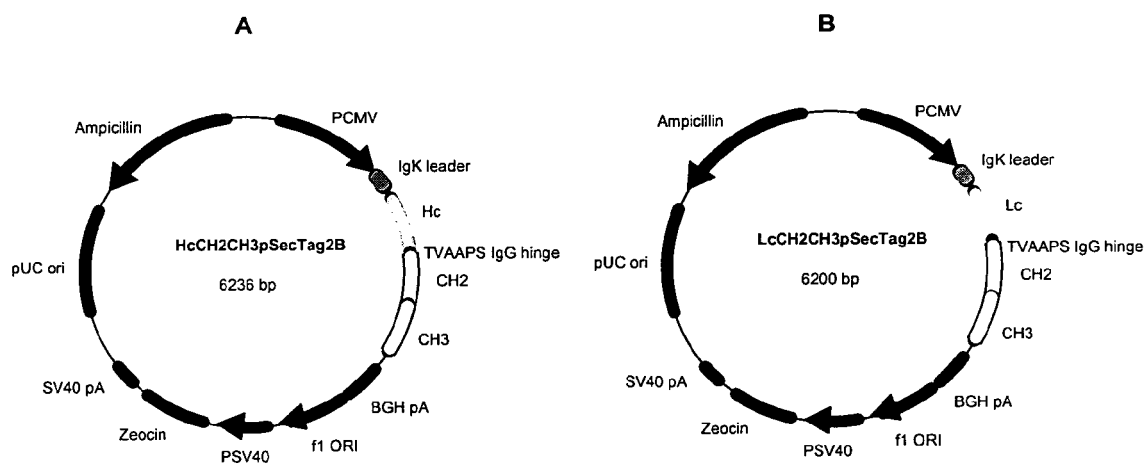 A
Ampicillin
PCMV
IgK leader
Hc
HcCH2CH3pSecTag2B
TVAAPS IgG hinge
pUC ori
6236 bp
CH2
CH3
SV40 pA
BGH pA
Zeocin
f1 ORI
PSV40
B
Ampicillin
PCMV
IgK leader
Lc
LcCH2CH3pSecTag2B
TVAAPS IgG hinge
pUC ori
6200 bp
CH2
CH3
SV40 pA
BGH pA
Zeocin
f1 ORI
PSV40